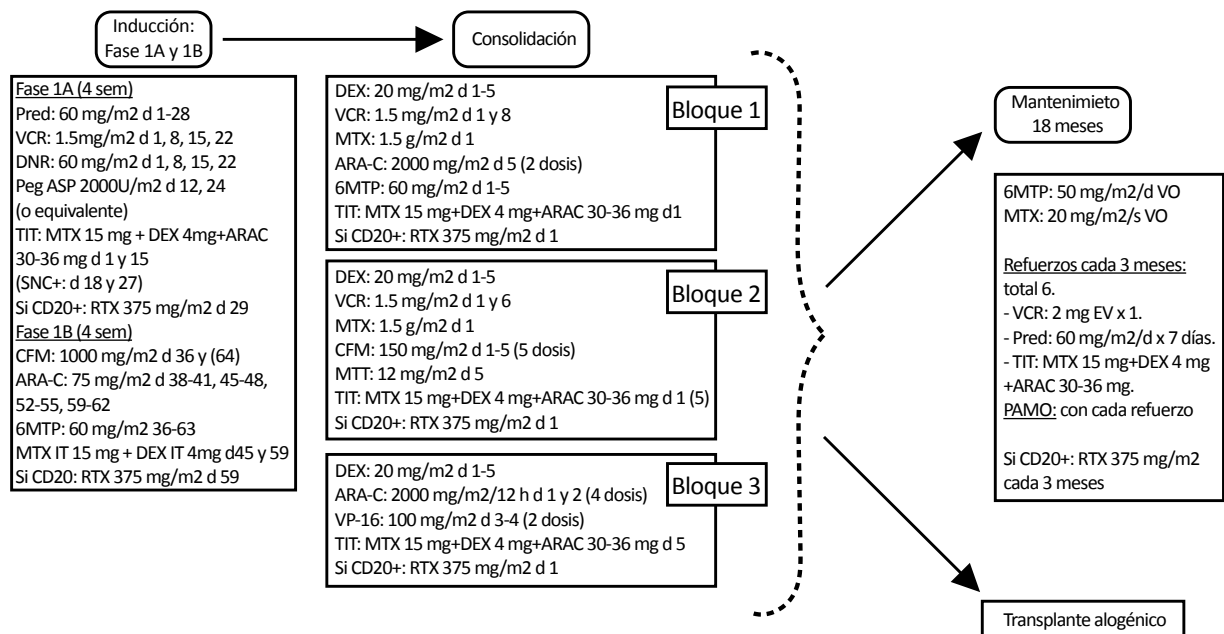 Inducción:
Fase 1A y 1B
Consolidación
Fase 1A (4 sem)
Pred: 60 mg/m2 d 1-28
VCR: 1.5mg/m2 d 1, 8, 15, 22
DNR: 60 mg/m2 d 1, 8, 15, 22
Peg ASP 2000U/m2 d 12, 24
(o equivalente)
TIT: MTX 15 mg + DEX 4mg+ARAC
30-36 mg d 1 y 15
(SNC+: d 18 y 27)
Si CD20+: RTX 375 mg/m2 d 29
Fase 1B (4 sem)
CFM: 1000 mg/m2 d 36 y (64)
ARA-C: 75 mg/m2 d 38-41, 45-48,
52-55, 59-62
6MTP: 60 mg/m2 36-63
MTX IT 15 mg + DEX IT 4mg d45 y 59
Si CD20: RTX 375 mg/m2 d 59
Bloque 1
DEX: 20 mg/m2 d 1-5
VCR: 1.5 mg/m2 d 1 y 8
MTX: 1.5 g/m2 d 1
ARA-C: 2000 mg/m2 d 5 (2 dosis)
6MTP: 60 mg/m2 d 1-5
TIT: MTX 15 mg+DEX 4 mg+ARAC 30-36 mg d1
Si CD20+: RTX 375 mg/m2 d 1
Bloque 2
DEX: 20 mg/m2 d 1-5
VCR: 1.5 mg/m2 d 1 y 6
MTX: 1.5 g/m2 d 1
CFM: 150 mg/m2 d 1-5 (5 dosis)
MTT: 12 mg/m2 d 5
TIT: MTX 15 mg+DEX 4 mg+ARAC 30-36 mg d 1 (5)
Si CD20+: RTX 375 mg/m2 d 1
Bloque 3
DEX: 20 mg/m2 d 1-5
ARA-C: 2000 mg/m2/12 h d 1 y 2 (4 dosis)
VP-16: 100 mg/m2 d 3-4 (2 dosis)
TIT: MTX 15 mg+DEX 4 mg+ARAC 30-36 mg d 5
Si CD20+: RTX 375 mg/m2 d 1
Mantenimieto
18 meses
6MTP: 50 mg/m2/d VO
MTX: 20 mg/m2/s VO
Refuerzos cada 3 meses:
total 6.
- VCR: 2 mg EV x 1.
- Pred: 60 mg/m2/d x 7 días.
- TIT: MTX 15 mg+DEX 4 mg
+ARAC 30-36 mg.
PAMO: con cada refuerzo
Si CD20+: RTX 375 mg/m2
cada 3 meses
Transplante alogénico